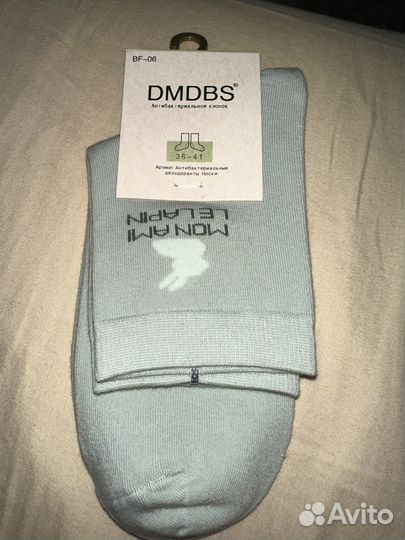 BF-06
DMDBS®
Антибактериальное хлопок
36-41
Аромат Антибактериальные
дезодоранты Носки
MON AMI
LE LAPIN
Avito